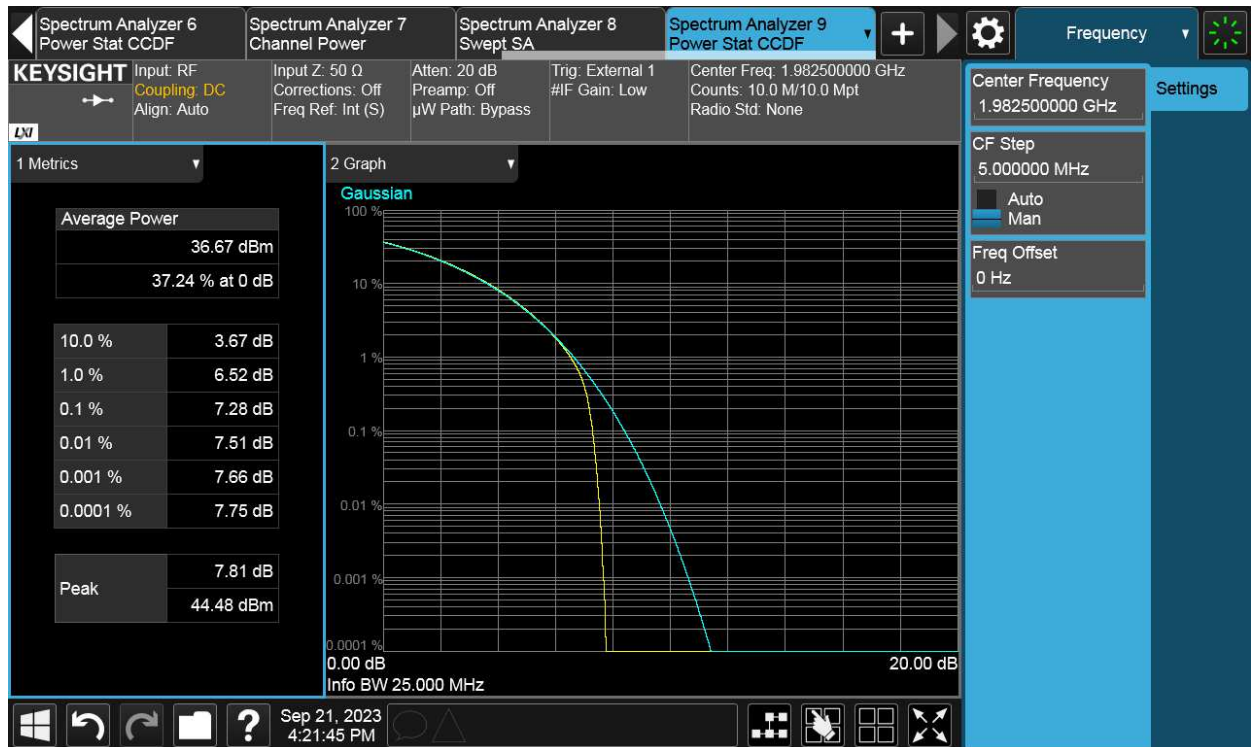 Spectrum Analyzer 6
Power Stat CCDF
Spectrum Analyzer 7
Channel Power
Spectrum Analyzer 8
Swept SA
Spectrum Analyzer 9
Power Stat CCDF
Frequency
KEYSIGHT
LXI
Input: RF
Coupling: DC
Align: Auto
Input Z: 50 Ω
Corrections: Off
Freq Ref: Int (S)
Atten: 20 dB
Preamp: Off
µW Path: Bypass
Trig: External 1
#IF Gain: Low
Center Freq: 1.982500000 GHz
Counts: 10.0 M/10.0 Mpt
Radio Std: None
Center Frequency
1.982500000 GHz
Settings
CF Step
5.000000 MHz
Auto
Man
Freq Offset
0 Hz
1 Metrics
Average Power
36.67 dBm
37.24 % at 0 dB
10.0 % 3.67 dB
1.0 % 6.52 dB
0.1 % 7.28 dB
0.01 % 7.51 dB
0.001 % 7.66 dB
0.0001 % 7.75 dB
Peak
7.81 dB
44.48 dBm
2 Graph
Gaussian
100 %
10 %
1 %
0.1 %
0.01 %
0.001 %
0.0001 %
0.00 dB 20.00 dB
Info BW 25.000 MHz
?
Sep 21, 2023
4:21:45 PM